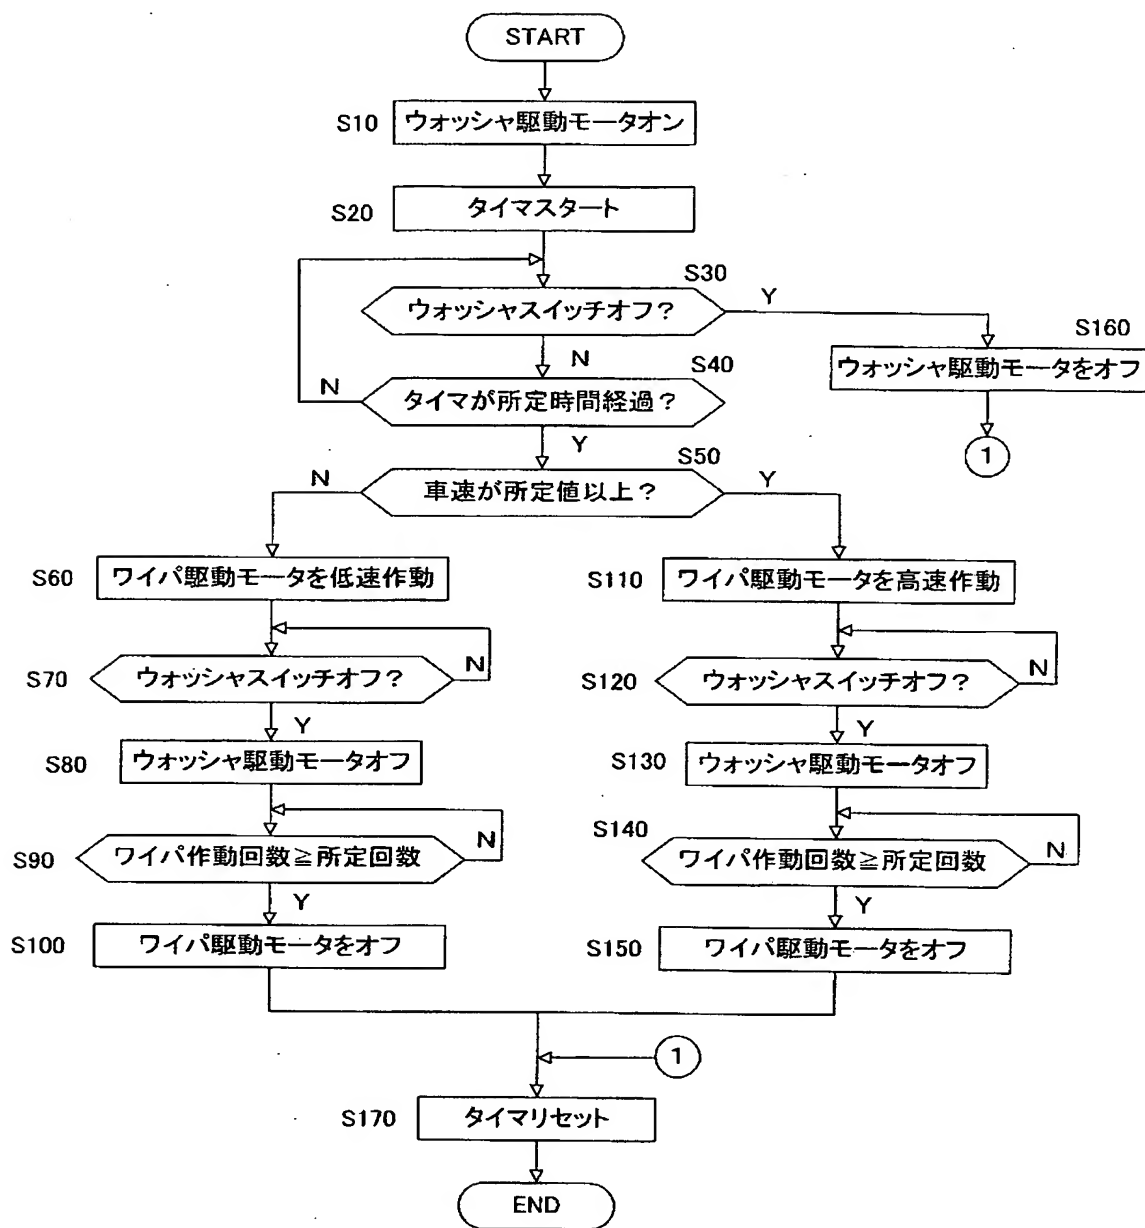 START
S10
ウォッシャ駆動モータオン
S20
タイマスタート
S30
ウォッシャスイッチオフ?
Y
N
S160
ウォッシャ駆動モータをオフ
1
S40
N
タイマが所定時間経過?
Y
S50
N
車速が所定値以上?
Y
S60
ワイパ駆動モータを低速作動
S110
ワイパ駆動モータを高速作動
S70
ウォッシャスイッチオフ?
N
Y
S120
ウォッシャスイッチオフ?
N
Y
S80
ウォッシャ駆動モータオフ
S130
ウォッシャ駆動モータオフ
S90
ワイパ作動回数≧所定回数
N
Y
S140
ワイパ作動回数≧所定回数
N
Y
S100
ワイパ駆動モータをオフ
S150
ワイパ駆動モータをオフ
1
S170
タイマリセット
END